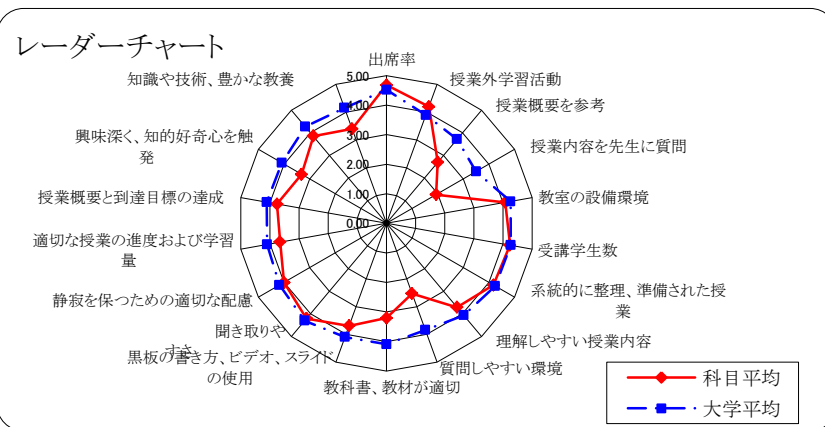 レーダーチャート
出席率
授業外学習活動
授業概要を参考
授業内容を先生に質問
教室の設備環境
受講学生数
系統的に整理、準備された授
業
理解しやすい授業内容
質問しやすい環境
教科書、教材が適切
黒板の書き方、ビデオ、スライド
の使用
聞き取りや
すさ
静寂を保つための適切な配慮
適切な授業の進度および学習
量
授業概要と到達目標の達成
興味深く、知的好奇心を触
発
知識や技術、豊かな教養
5.00
4.00
3.00
2.00
1.00
0.00
科目平均
大学平均